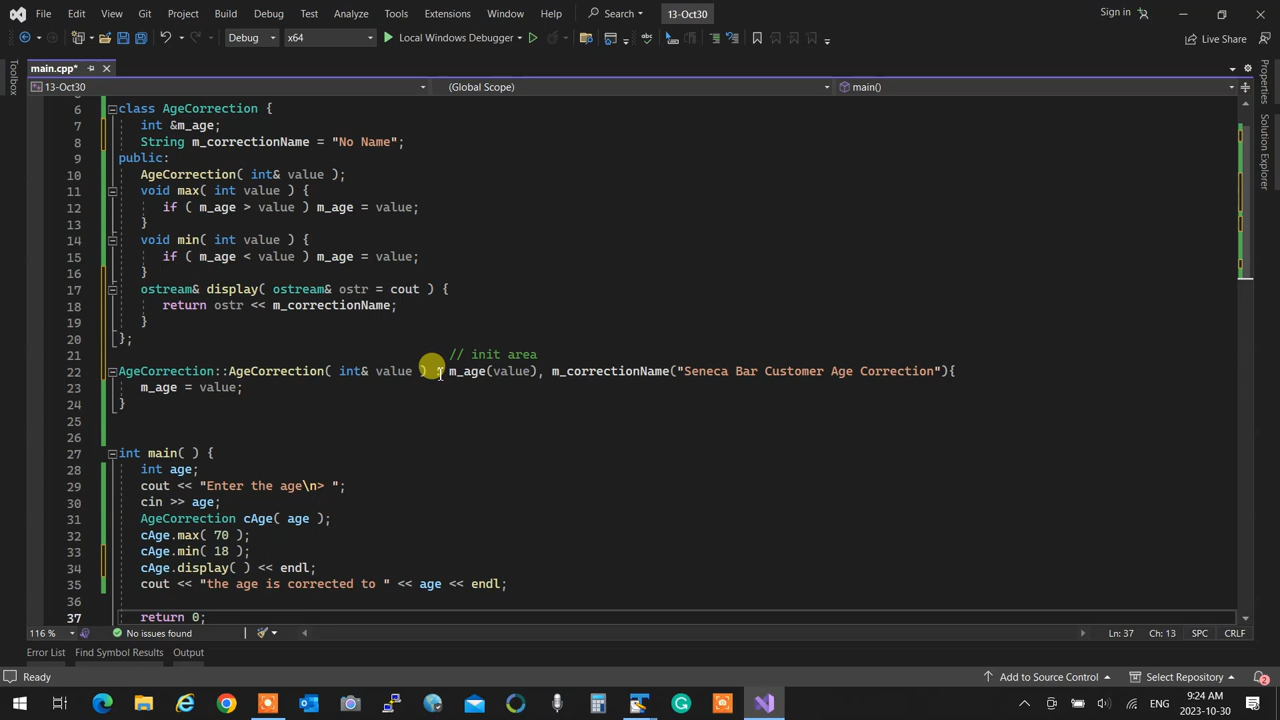 File Edit View Git Project Build Debug Test Analyze Tools Extensions Window Help Search 13-Oct30 Sign in
Debug x64 Local Windows Debugger Live Share
main.cpp*
13-Oct30 (Global Scope) main()
Toolbox
Properties
Solution Explorer
6 class AgeCorrection {
7 int &m_age;
8 String m_correctionName = "No Name";
9 public:
10 AgeCorrection( int& value );
11 void max( int value ) {
12 if ( m_age > value ) m_age = value;
13 }
14 void min( int value ) {
15 if ( m_age < value ) m_age = value;
16 }
17 ostream& display( ostream& ostr = cout ) {
18 return ostr << m_correctionName;
19 }
20 };
21 // init area
22 AgeCorrection::AgeCorrection( int& value ) : m_age(value), m_correctionName("Seneca Bar Customer Age Correction"){
23 m_age = value;
24 }
25
26
27 int main( ) {
28 int age;
29 cout << "Enter the age\n> ";
30 cin >> age;
31 AgeCorrection cAge( age );
32 cAge.max( 70 );
33 cAge.min( 18 );
34 cAge.display( ) << endl;
35 cout << "the age is corrected to " << age << endl;
36
37 return 0;
116 % No issues found Ln: 37 Ch: 13 SPC CRLF
Error List Find Symbol Results Output
Ready Add to Source Control Select Repository 2
ENG 9:24 AM
2023-10-30